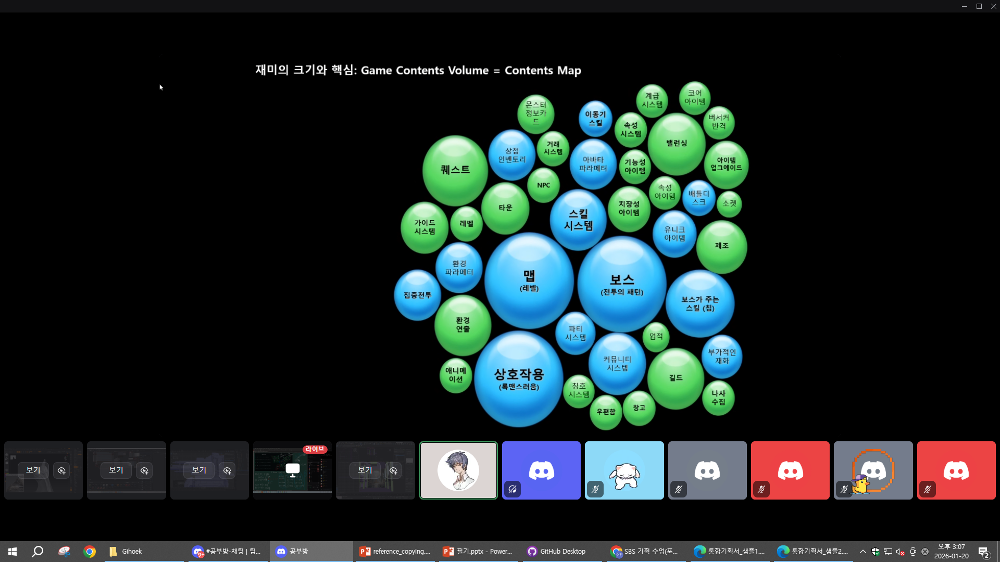 재미의 크기와 핵심: Game Contents Volume = Contents Map
몬스터
정보카
드
이동기
스킬
계급
시스템
코어
아이템
버서커
반격
속성
시스템
밸런싱
거래
시스템
상점
인벤토리
아바타
파라메터
기능성
아이템
아이템
업그레이드
퀘스트
NPC
속성
아이템
배틀디
스크
소켓
타운
스킬
시스템
치장성
아이템
가이드
시스템
레벨
유니크
아이템
제조
환경
파라메터
맵
(레벨)
보스
(전투의 패턴)
집중전투
보스가 주는
스킬 (칩)
환경
연출
파티
시스템
업적
커뮤니티
시스템
부가적인
재화
애니메
이션
상호작용
(록맨스러움)
칭호
시스템
길드
나사
수집
우편함
창고
보기
보기
보기
라이브
보기
Gihoek
9+
#공부방-채팅 | 팀...
공부방
reference_copying....
필기.pptx - Power...
GitHub Desktop
수진
SBS 기획 수업(포...
통합기획서_샘플1....
통합기획서_샘플2....
오후 3:07
2026-01-20
2